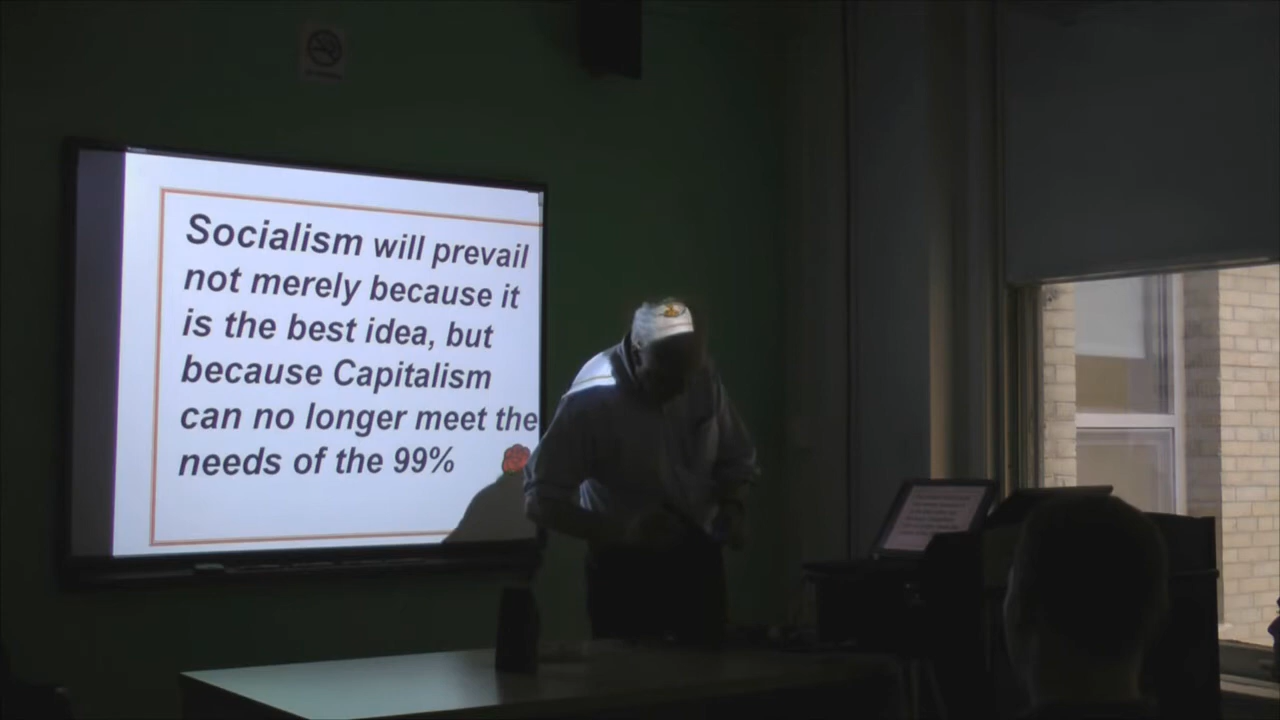 Socialism will prevail
not merely because it
is the best idea, but
because Capitalism
can no longer meet the
needs of the 99%